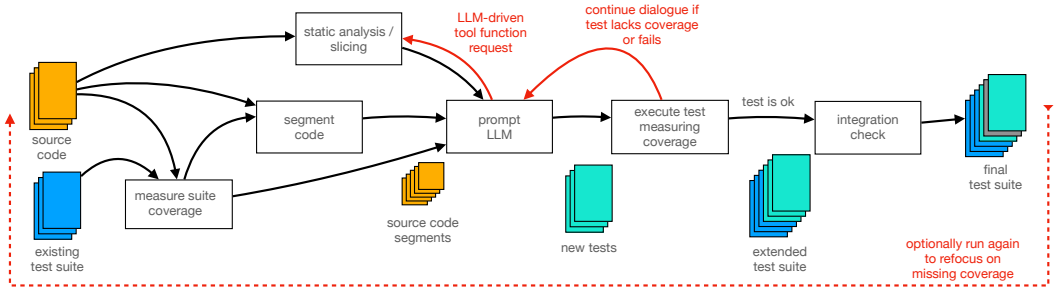 static analysis /
slicing
LLM-driven
tool function
request
continue dialogue if
test lacks coverage
or fails
source
code
segment
code
prompt
LLM
execute test
measuring
coverage
test is ok
integration
check
final
test suite
measure suite
coverage
existing
test suite
source code
segments
new tests
extended
test suite
optionally run again
to refocus on
missing coverage